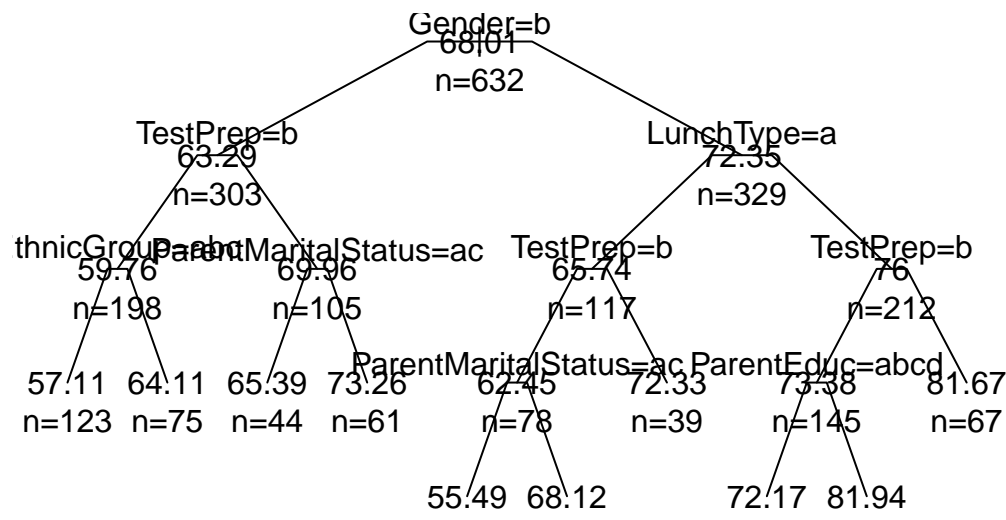 Gender=b
68.01
n=632
TestPrep=b
LunchType=a
63.29
72.35
n=303
n=329
thnicGroup=abc
ParentMaritalStatus=ac
TestPrep=b
TestPrep=b
59.76
69.96
65.74
76
n=198
n=105
n=117
n=212
ParentMaritalStatus=ac
ParentEduc=abcd
57.11
64.11
65.39
73.26
62.45
72.33
73.38
81.67
n=123
n=75
n=44
n=61
n=78
n=39
n=145
n=67
55.49
68.12
72.17
81.94